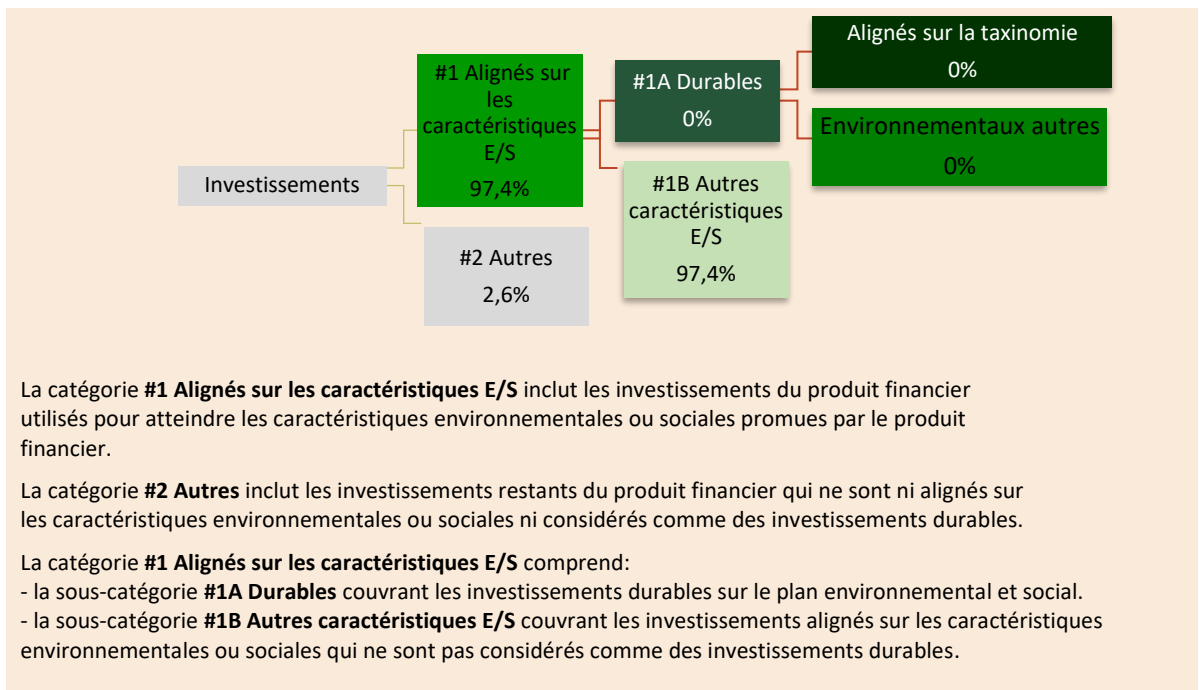 Investissements
#1 Alignés sur
les
caractéristiques
E/S
97,4%
#2 Autres
2,6%
#1A Durables
0%
#1B Autres
caractéristiques
E/S
97,4%
Alignés sur la taxinomie
0%
Environnementaux autres
0%
La catégorie #1 Alignés sur les caractéristiques E/S inclut les investissements du produit financier
utilisés pour atteindre les caractéristiques environnementales ou sociales promues par le produit
financier.
La catégorie #2 Autres inclut les investissements restants du produit financier qui ne sont ni alignés sur
les caractéristiques environnementales ou sociales ni considérés comme des investissements durables.
La catégorie #1 Alignés sur les caractéristiques E/S comprend:
- la sous-catégorie #1A Durables couvrant les investissements durables sur le plan environnemental et social.
- la sous-catégorie #1B Autres caractéristiques E/S couvrant les investissements alignés sur les caractéristiques
environnementales ou sociales qui ne sont pas considérés comme des investissements durables.